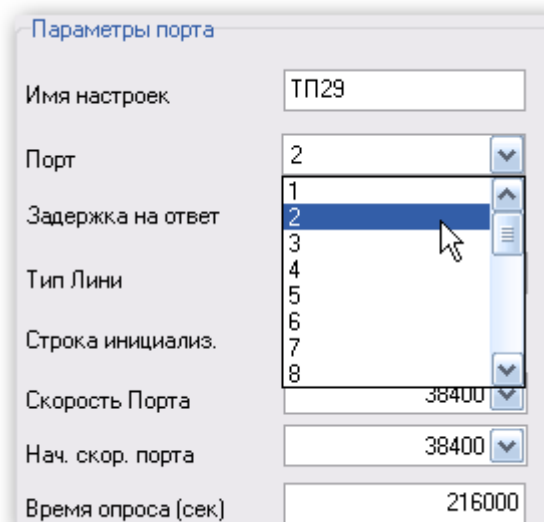 Параметры порта
Имя настроек ТП29
Порт 2
1
Задержка на ответ 2
3
Тип Лини 4
5
Строка инициализ. 6
7
8
Скорость Порта 38400
Нач. скор. порта 38400
Время опроса (сек) 216000